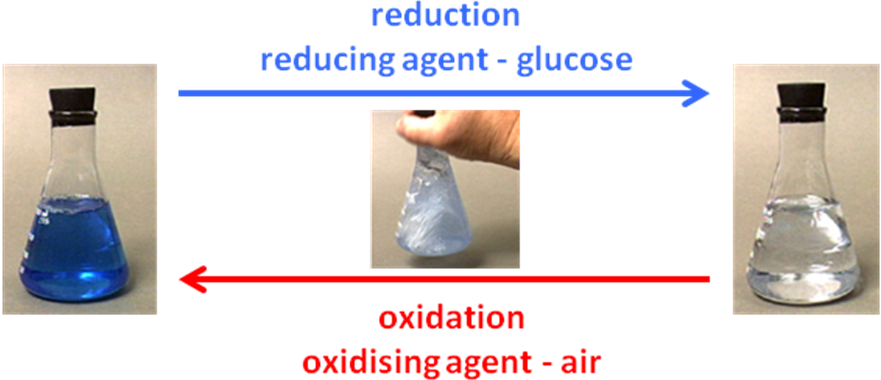 reduction
reducing agent - glucose
oxidation
oxidising agent - air